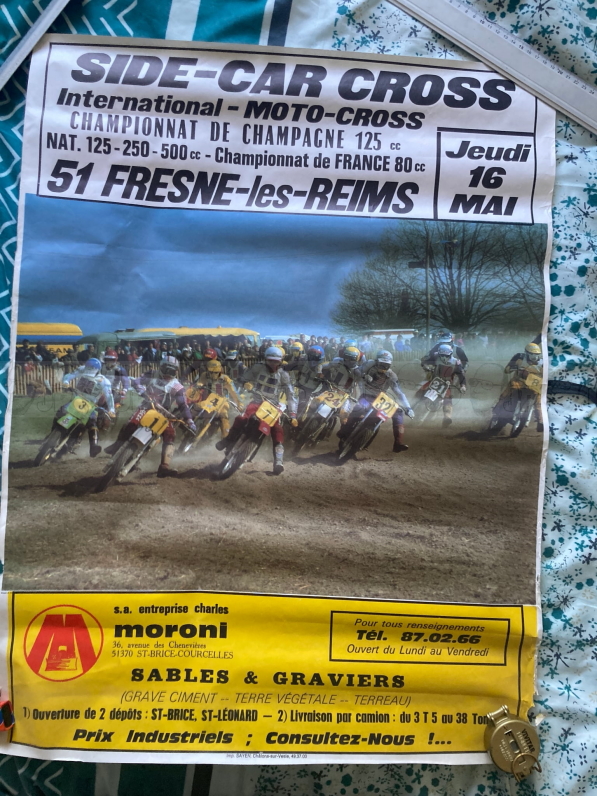 SIDE-CAR CROSS
International - MOTO-CROSS
CHAMPIONNAT DE CHAMPAGNE 125 cc
NAT. 125-250-500 cc - Championnat de FRANCE 80 cc
51 FRESNE-les-REIMS
Jeudi
16
MAI
s.a. entreprise charles
moroni
36, avenue des Chenevières
51370 ST-BRICE-COURCELLES
Pour tous renseignements
Tél. 87.02.66
Ouvert du Lundi au Vendredi
SABLES & GRAVIERS
(GRAVE CIMENT -- TERRE VÉGÉTALE -- TERREAU)
1) Ouverture de 2 dépôts : ST-BRICE, ST-LÉONARD — 2) Livraison par camion : du 3 T 5 au 38 Ton
Prix Industriels ; Consultez-Nous !...